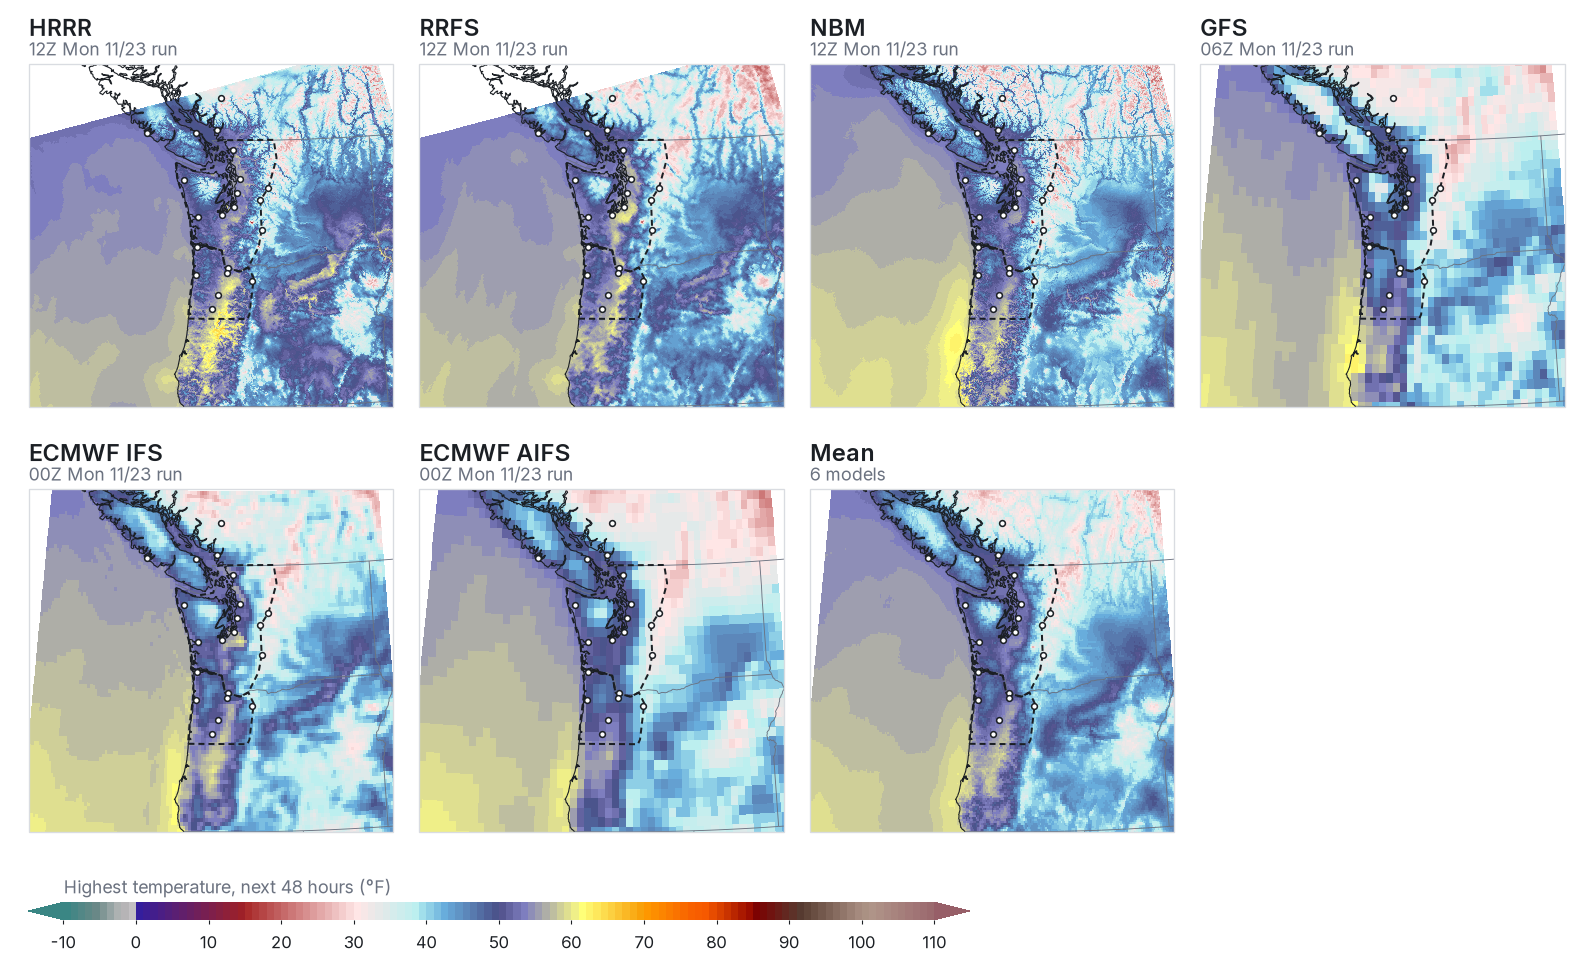 HRRR
12Z Mon 11/23 run
RRFS
12Z Mon 11/23 run
NBM
12Z Mon 11/23 run
GFS
06Z Mon 11/23 run
ECMWF IFS
00Z Mon 11/23 run
ECMWF AIFS
00Z Mon 11/23 run
Mean
6 models
Highest temperature, next 48 hours (°F)
-10 0 10 20 30 40 50 60 70 80 90 100 110